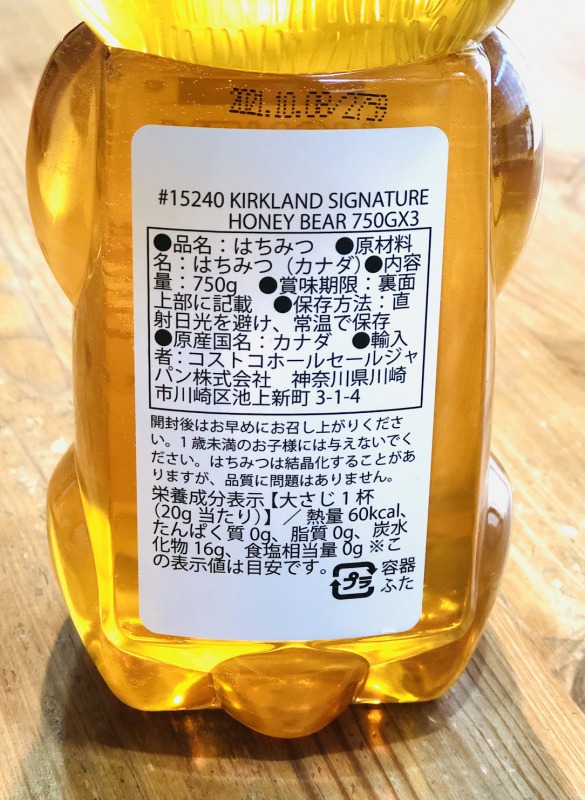 2021.10.08/2759
#15240 KIRKLAND SIGNATURE
HONEY BEAR 750GX3
●品名：はちみつ　●原材料
名：はちみつ（カナダ）●内容
量：750g　●賞味期限：裏面
上部に記載　●保存方法：直
射日光を避け、常温で保存
●原産国名：カナダ　●輸入
者：コストコホールセールジャ
パン株式会社　神奈川県川崎
市川崎区池上新町 3-1-4
開封後はお早めにお召し上がりくださ
い。1歳未満のお子様には与えないでく
ださい。はちみつは結晶化することがあ
りますが、品質に問題はありません。
栄養成分表示【大さじ1杯
（20g 当たり）】／熱量 60kcal、
たんぱく質 0g、脂質 0g、炭水
化物 16g、食塩相当量 0g ※こ
の表示値は目安です。
プラ
容器
ふた